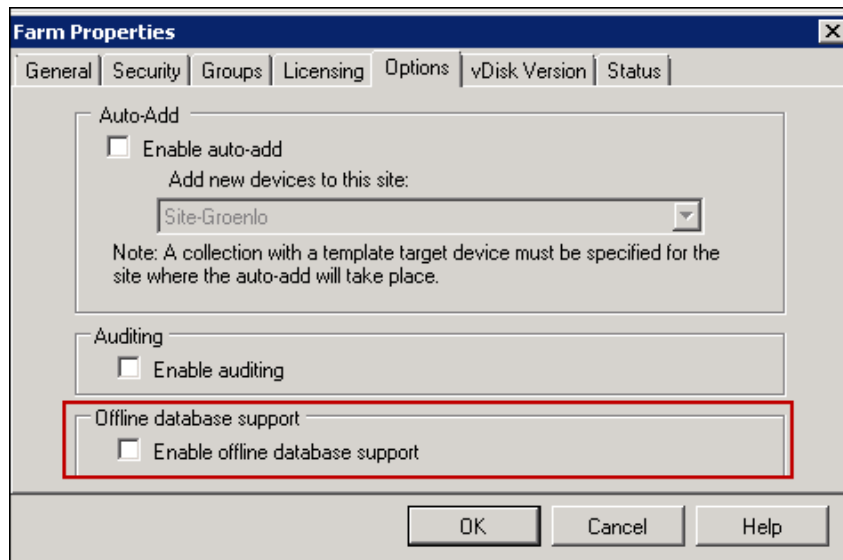 Farm Properties
General Security Groups Licensing Options vDisk Version Status
Auto-Add
Enable auto-add
Add new devices to this site:
Site-Groenlo
Note: A collection with a template target device must be specified for the
site where the auto-add will take place.
Auditing
Enable auditing
Offline database support
Enable offline database support
OK Cancel Help